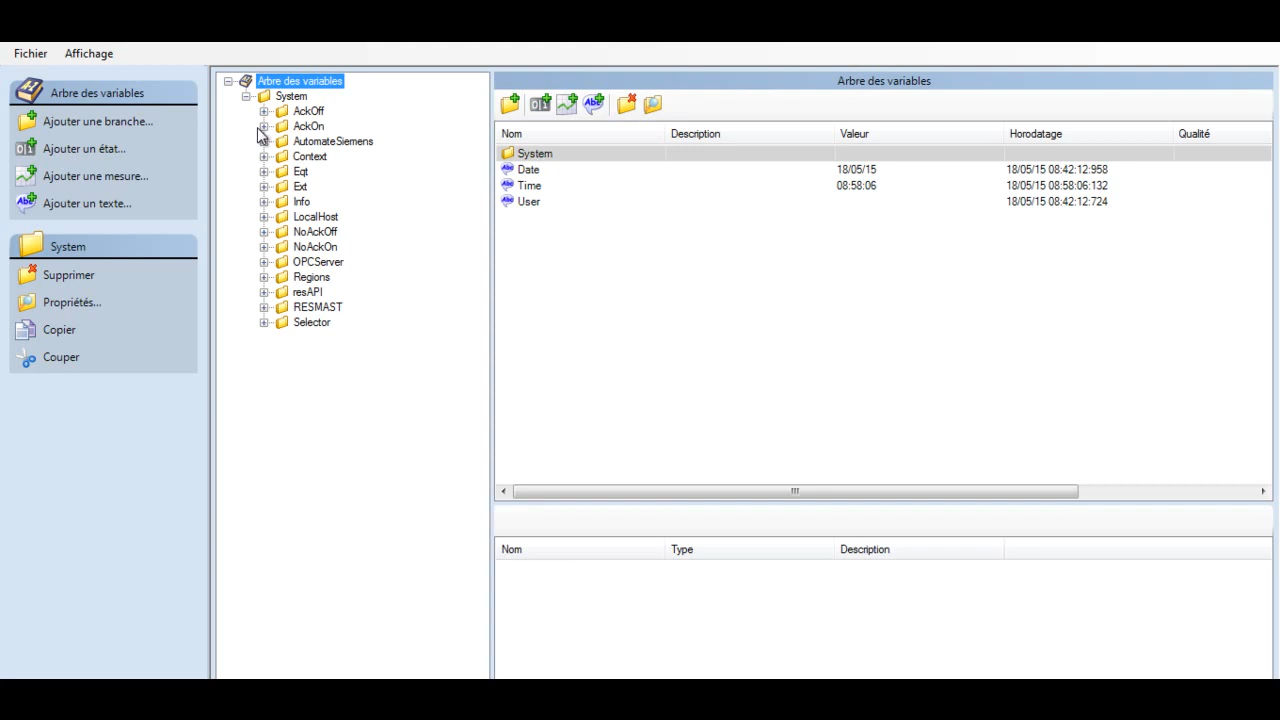 Fichier Affichage
Arbre des variables
Ajouter une branche...
Ajouter un état...
Ajouter une mesure...
Ajouter un texte...
System
Supprimer
Propriétés...
Copier
Couper
Arbre des variables
System
AckOff
AckOn
AutomateSiemens
Context
Eqt
Ext
Info
LocalHost
NoAckOff
NoAckOn
OPCServer
Regions
resAPI
RESMAST
Selector
Arbre des variables
Nom Description Valeur Horodatage Qualité
System
Date 18/05/15 18/05/15 08:42:12:958
Time 08:58:06 18/05/15 08:58:06:132
User 18/05/15 08:42:12:724
Nom Type Description